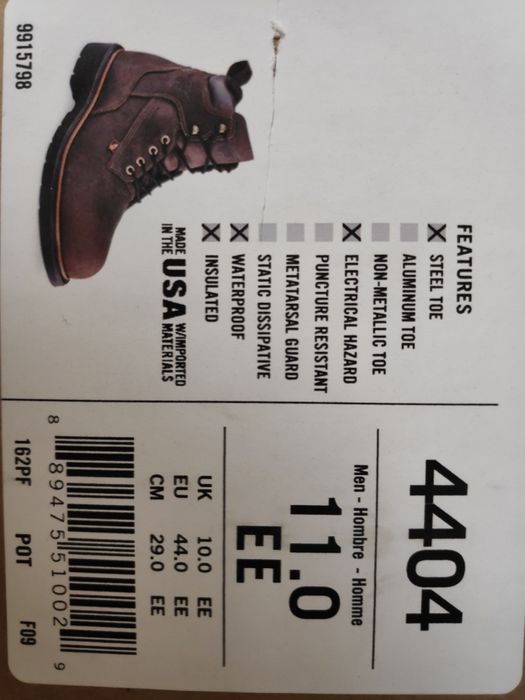 FEATURES
X STEEL TOE
ALUMINUM TOE
NON-METALLIC TOE
X ELECTRICAL HAZARD
PUNCTURE RESISTANT
METATARSAL GUARD
STATIC DISSIPATIVE
X WATERPROOF
X INSULATED
MADE IN THE USA W/IMPORTED MATERIALS
9915798
4404
Men - Hombre - Homme
11.0
EE
UK 10.0 EE
EU 44.0 EE
CM 29.0 EE
8 89475 51002 9
162PF POT F09